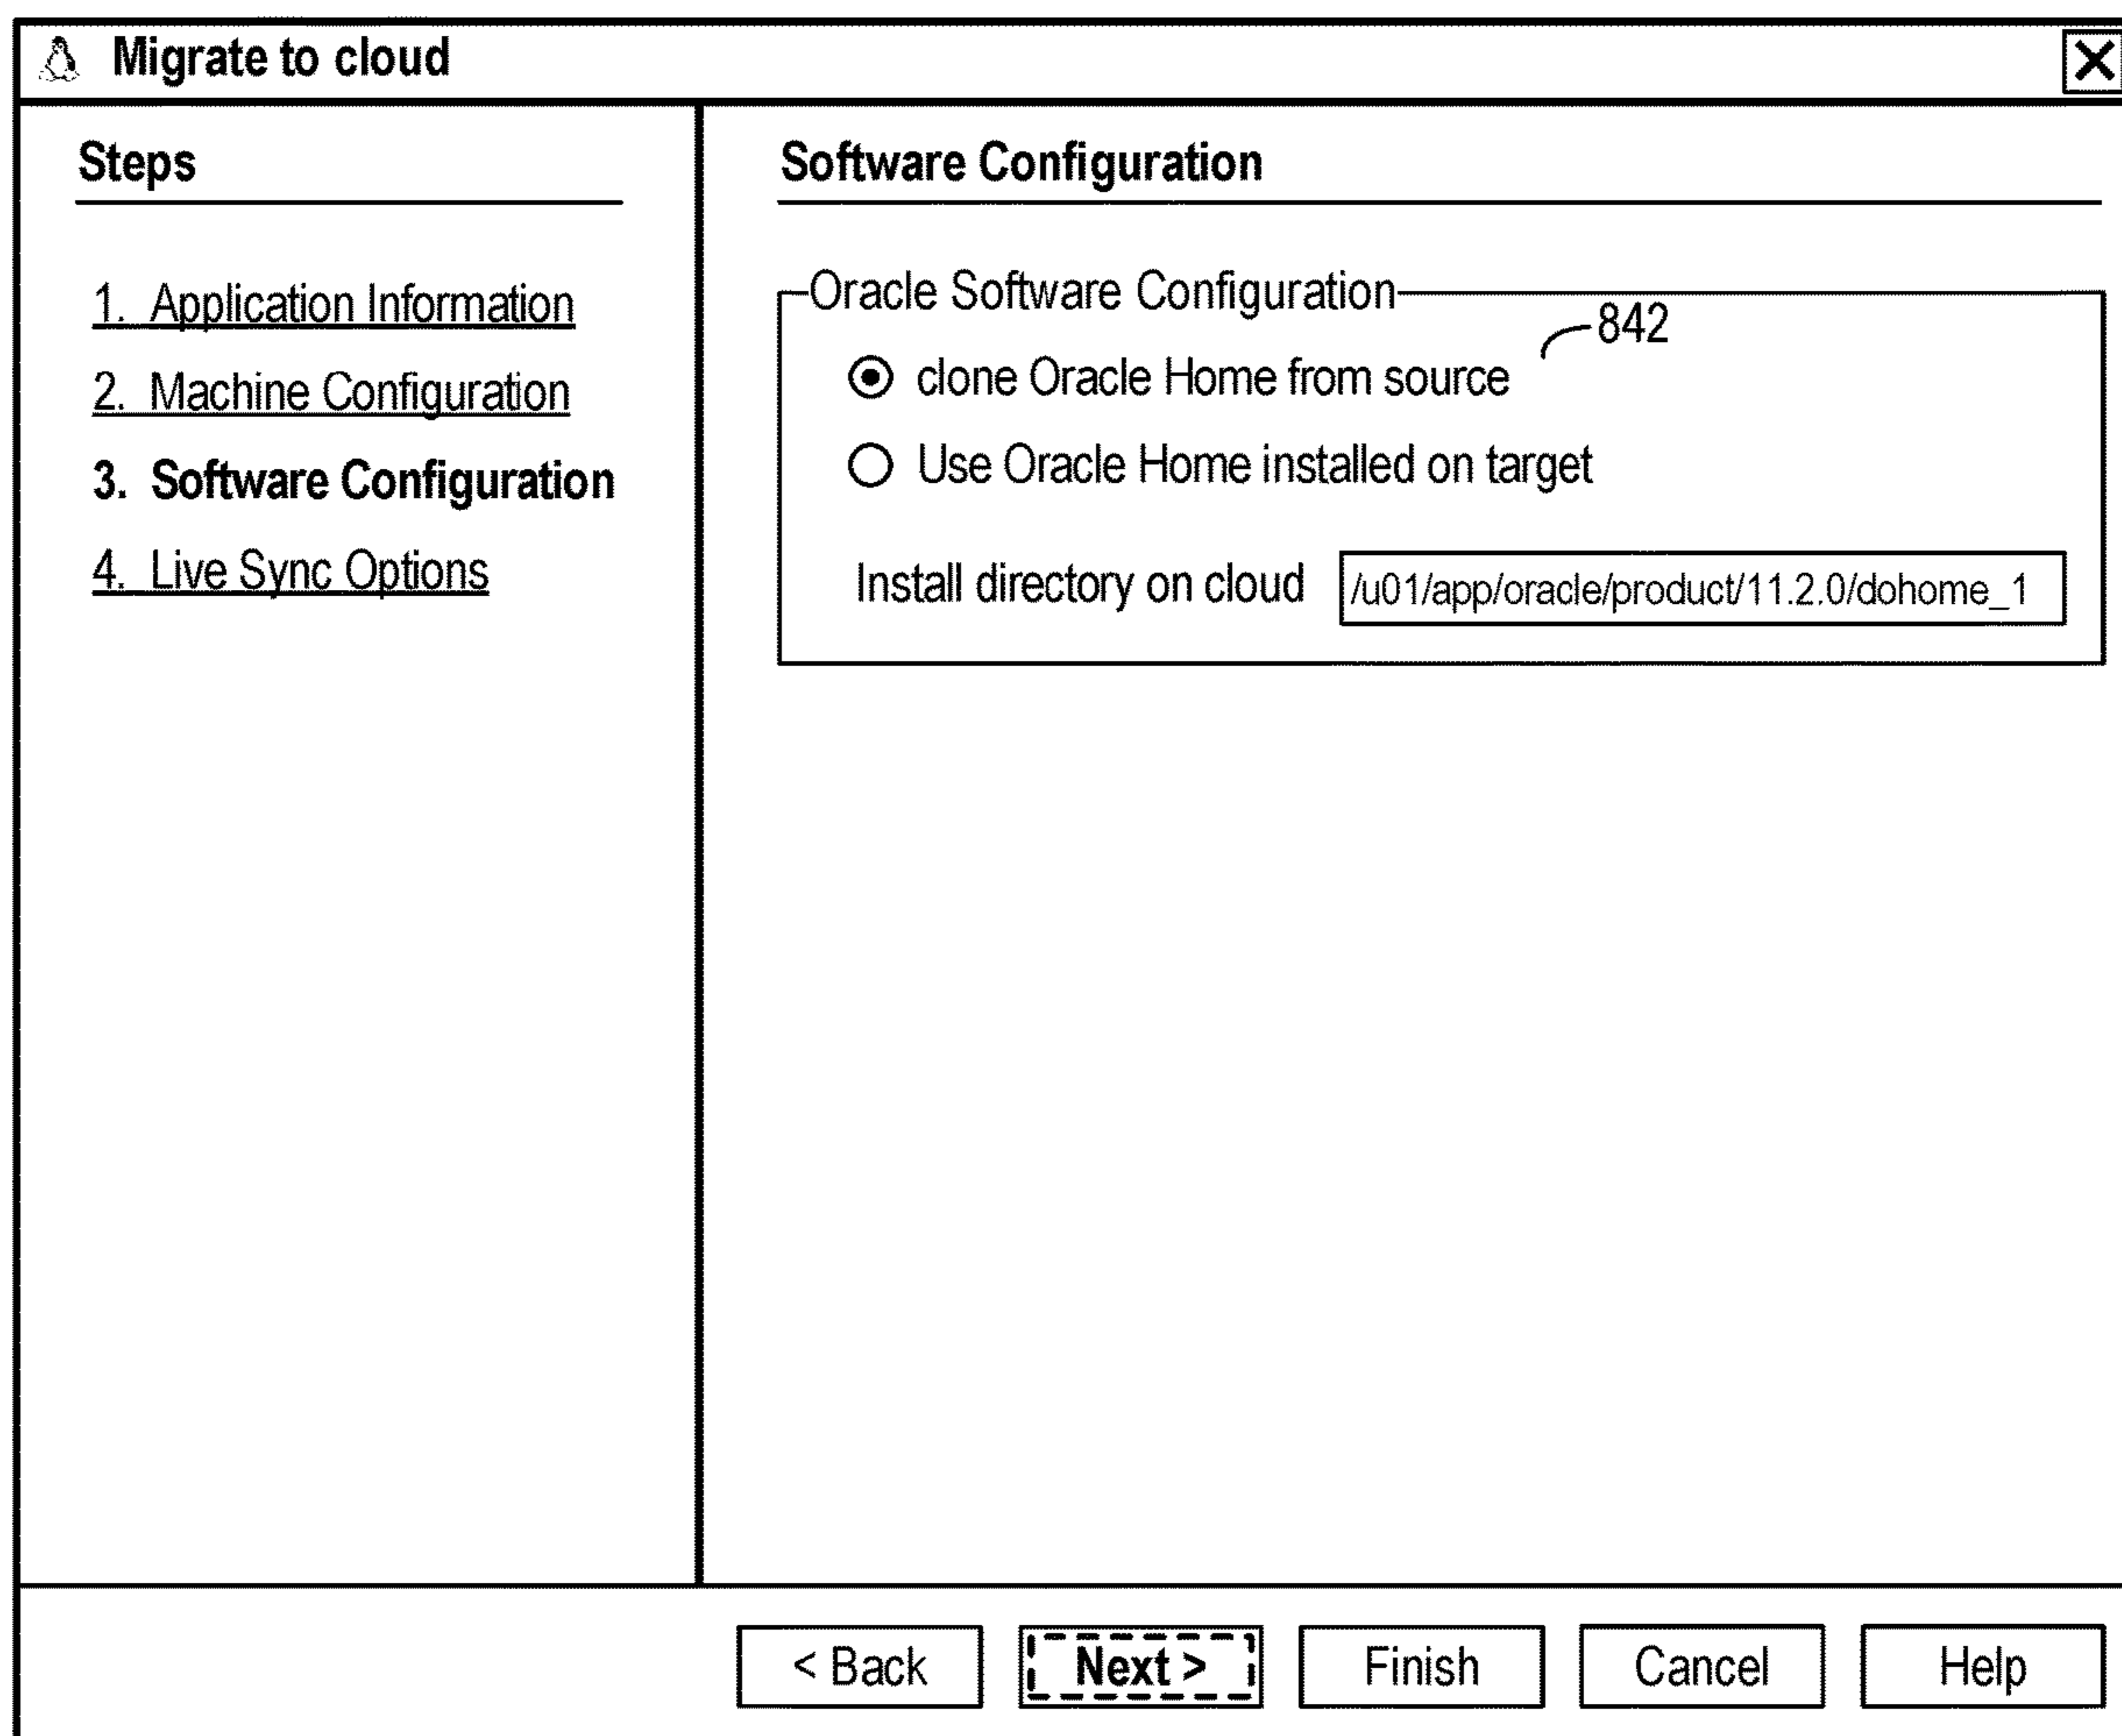 Migrate to cloud
Steps
1. Application Information
2. Machine Configuration
3. Software Configuration
4. Live Sync Options
Software Configuration
Oracle Software Configuration
842
clone Oracle Home from source
Use Oracle Home installed on target
Install directory on cloud /u01/app/oracle/product/11.2.0/dohome_1
< Back Next > Finish Cancel Help